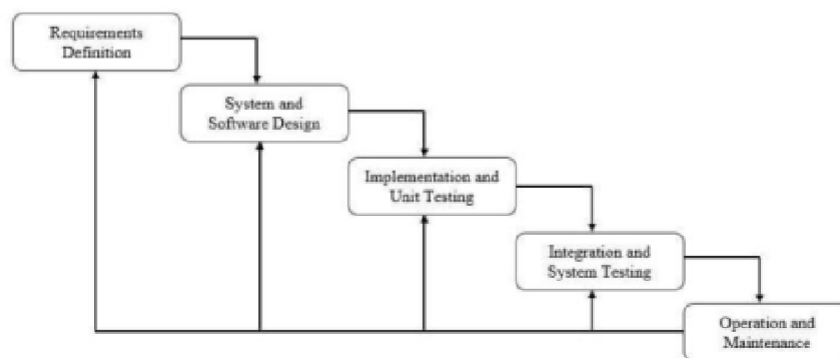 Requirements
Definition
System and
Software Design
Implementation and
Unit Testing
Integration and
System Testing
Operation and
Maintenance